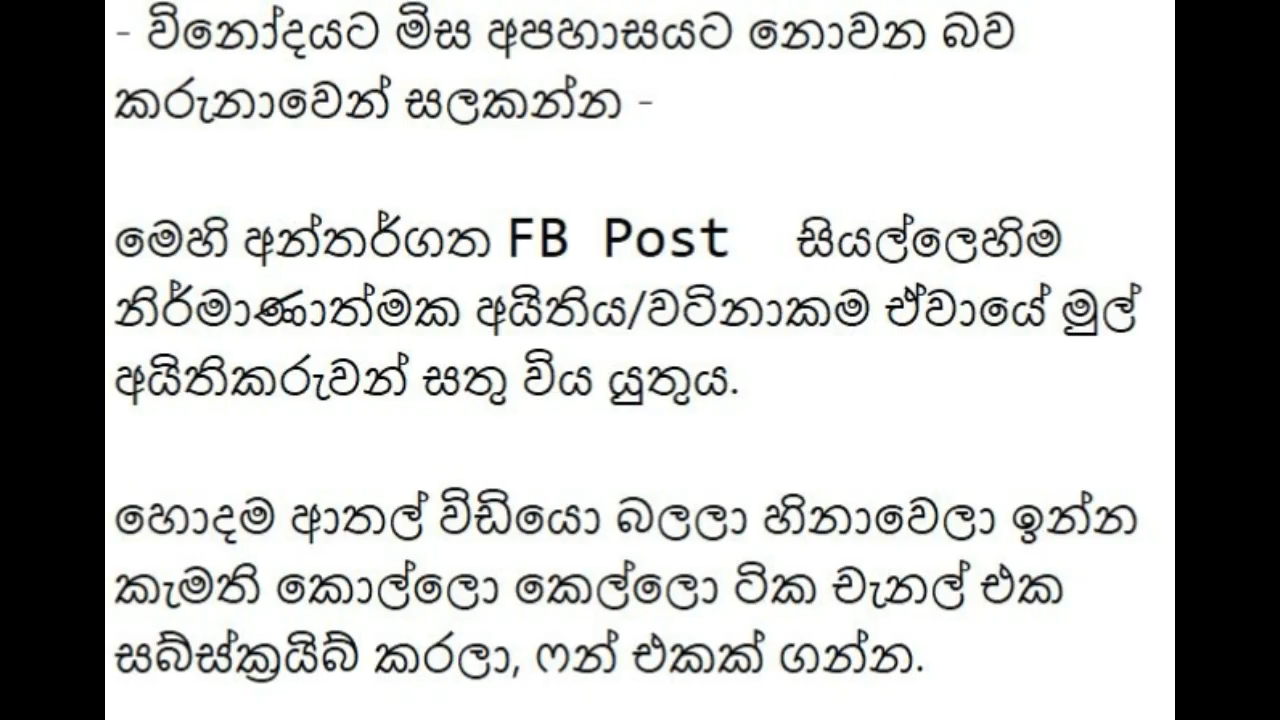 - විනෝදයට මිස අපහාසයට නොවන බව
කරුනාවෙන් සලකන්න -
මෙහි අන්තර්ගත FB Post සියල්ලෙහිම
නිර්මාණාත්මක අයිතිය/වටිනාකම ඒවායේ මුල්
අයිතිකරුවන් සතු විය යුතුය.
හොදම ආතල් විඩියො බලලා හිනාවෙලා ඉන්න
කැමති කොල්ලො කෙල්ලො ටික චැනල් එක
සබ්ස්ක්‍රයිබ් කරලා, ෆන් එකක් ගන්න.